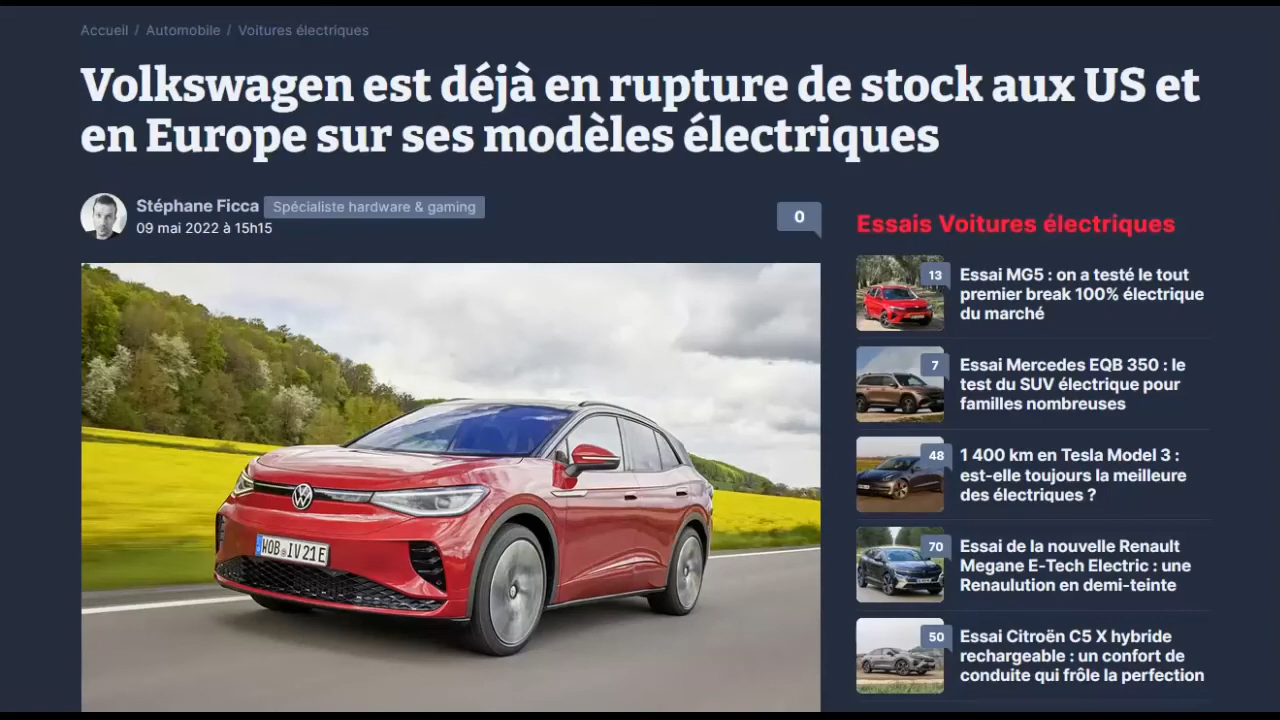 Accueil / Automobile / Voitures électriques
Volkswagen est déjà en rupture de stock aux US et
en Europe sur ses modèles électriques
Stéphane Ficca Spécialiste hardware & gaming
09 mai 2022 à 15h15
0
WOB IV21E
Essais Voitures électriques
13
Essai MG5 : on a testé le tout
premier break 100% électrique
du marché
7
Essai Mercedes EQB 350 : le
test du SUV électrique pour
familles nombreuses
48
1 400 km en Tesla Model 3 :
est-elle toujours la meilleure
des électriques ?
70
Essai de la nouvelle Renault
Megane E-Tech Electric : une
Renaulution en demi-teinte
50
Essai Citroën C5 X hybride
rechargeable : un confort de
conduite qui frôle la perfection